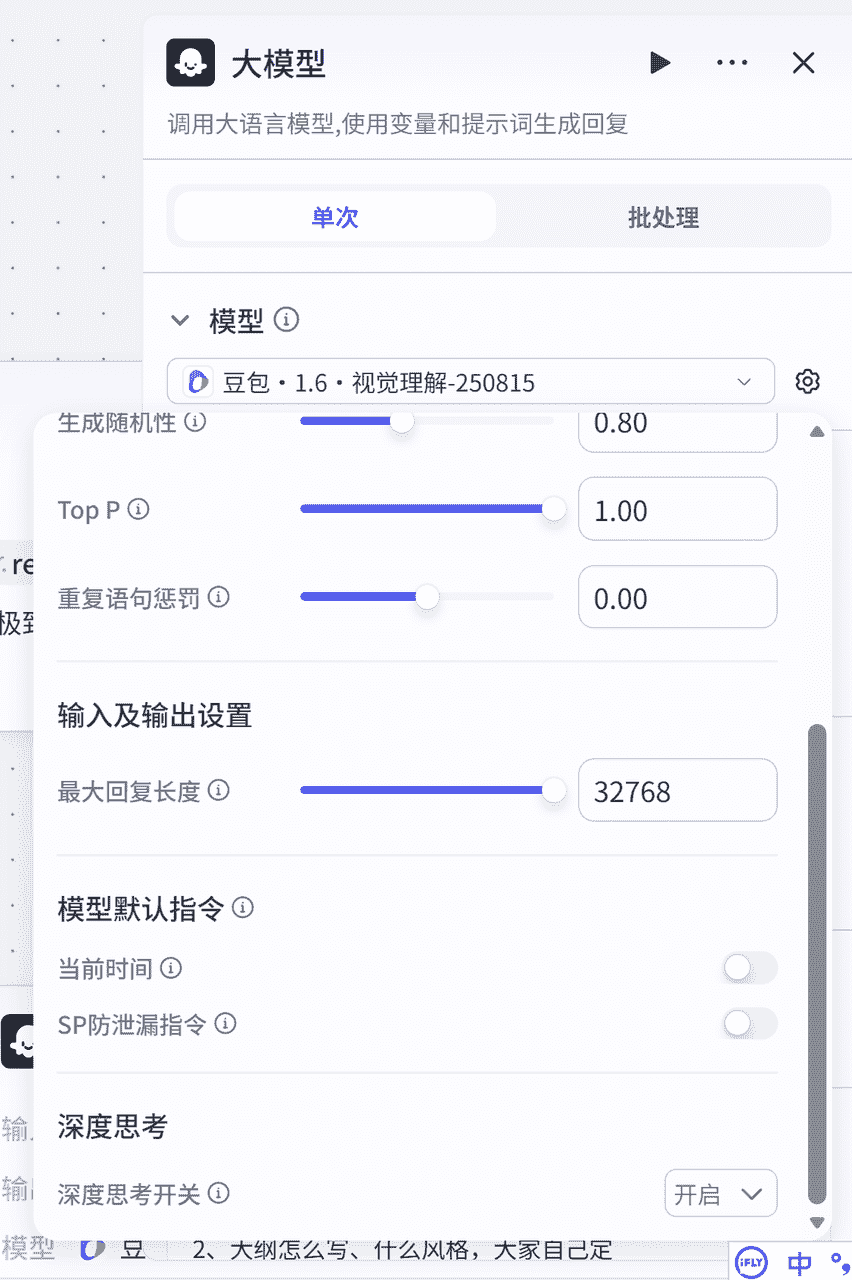 大模型
调用大语言模型,使用变量和提示词生成回复
单次
批处理
模型
豆包·1.6·视觉理解-250815
生成随机性
0.80
Top P
1.00
重复语句惩罚
0.00
输入及输出设置
最大回复长度
32768
模型默认指令
当前时间
SP防泄漏指令
深度思考
深度思考开关
开启
re
极
输
输
模型
豆
2、大纲怎么写、什么风格，大家自己定
iFLY
中